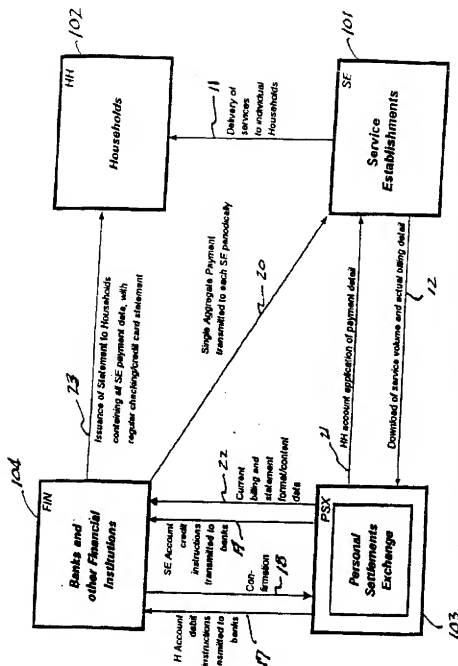 104
FIN
Banks and
other Financial
Institutions
23
Issuance of Statement to Households
containing all SE payment data, with
regular checking/credit card statement
HH
102
Households
11
Delivery of
services
to individual
Households
20
Single Aggregate Payment
transmitted to each SE periodically
SE
101
Service
Establishments
H Account
debit
instructions
transmitted to
banks
17
Con-
firmation
18
SE Account
credit
instructions
(transmitted to
banks
22
Current
billing and
statement
format/content
data
21
HH account application of payment detail
Download of service volume and actual billing detail
12
PSX
Personal
Settlements
Exchange
103